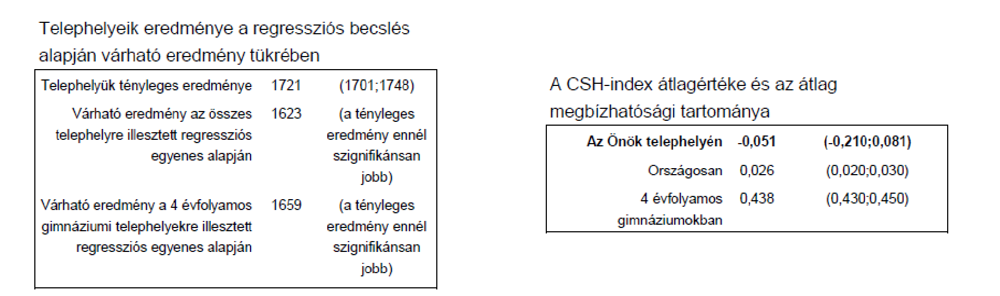 Telephelyeik eredménye a regressziós becslés
alapján várható eredmény tükrében
Telephelyük tényleges eredménye 1721 (1701;1748)
Várható eredmény az összes 1623 (a tényleges
telephelyre illesztett regressziós eredmény ennél
egyenes alapján szignifikánsan
jobb)
Várható eredmény a 4 évfolyamos 1659 (a tényleges
gimnáziumi telephelyekre illesztett eredmény ennél
regressziós egyenes alapján szignifikánsan
jobb)
A CSH-index átlagértéke és az átlag
megbízhatósági tartománya
Az Önök telephelyén -0,051 (-0,210;0,081)
Országosan 0,026 (0,020;0,030)
4 évfolyamos 0,438 (0,430;0,450)
gimnáziumokban